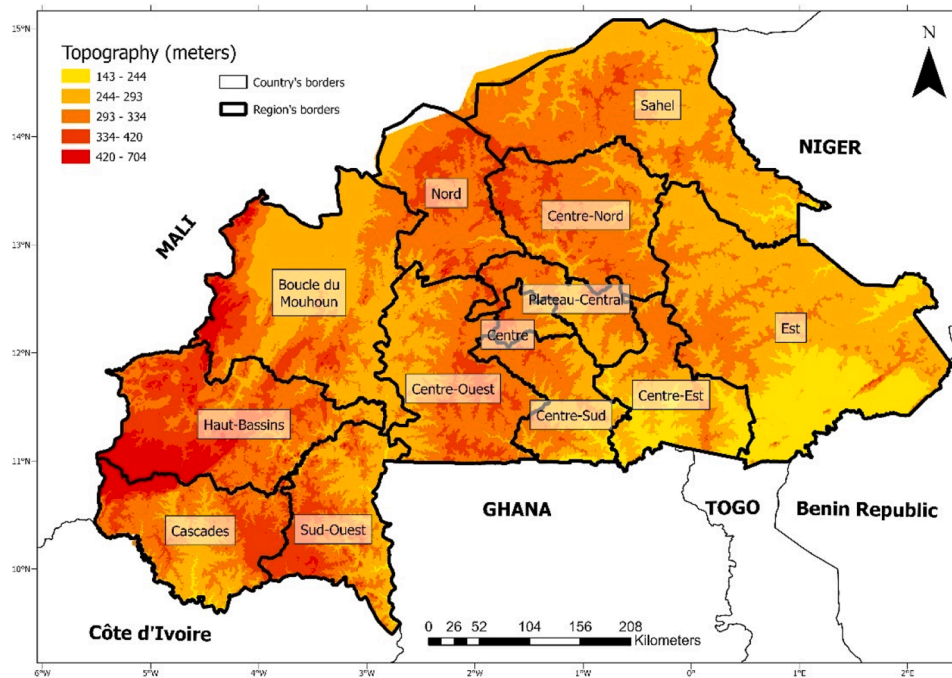 15°N
14°N
13°N
12°N
11°N
10°N
Topography (meters)
143 - 244
244 - 293
293 - 334
334- 420
420 - 704
Country's borders
Region's borders
N
Sahel
NIGER
Nord
Centre-Nord
MALI
Boucle du
Mouhoun
Plateau-Central
Centre
Est
Centre-Ouest
Centre-Est
Centre-Sud
Haut-Bassins
GHANA
TOGO
Benin Republic
Cascades
Sud-Ouest
Côte d'Ivoire
0 26 52 104 156 208
Kilometers
6°W 5°W 4°W 3°W 2°W 1°W 0° 1°E 2°E